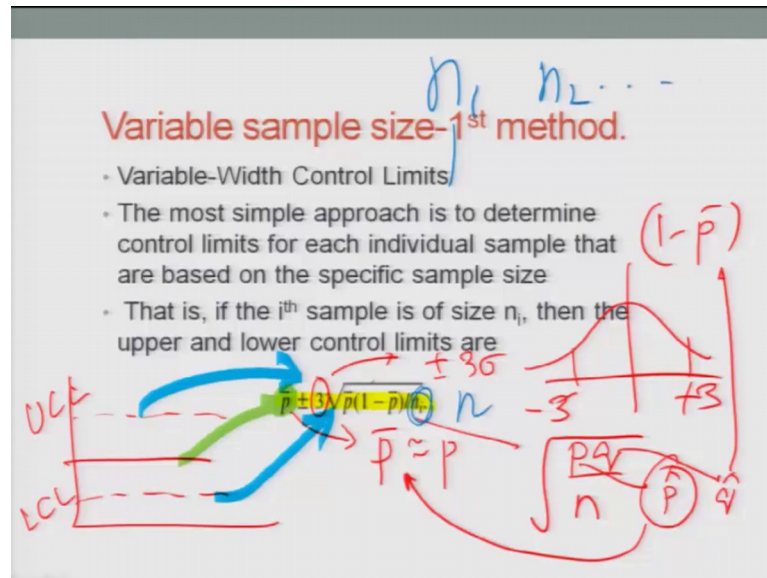 n₁ n₂ . . . -
Variable sample size-1st method.
• Variable-Width Control Limits
• The most simple approach is to determine
control limits for each individual sample that
are based on the specific sample size
• That is, if the ith sample is of size nᵢ, then the
upper and lower control limits are
(1-p̄)
± 3σ
-3 +3
UCL
p̄ ± 3√p̄(1 − p̄)/nᵢ
n
p̄ ≈ p
√pq/n
p̂ q̂
LCL